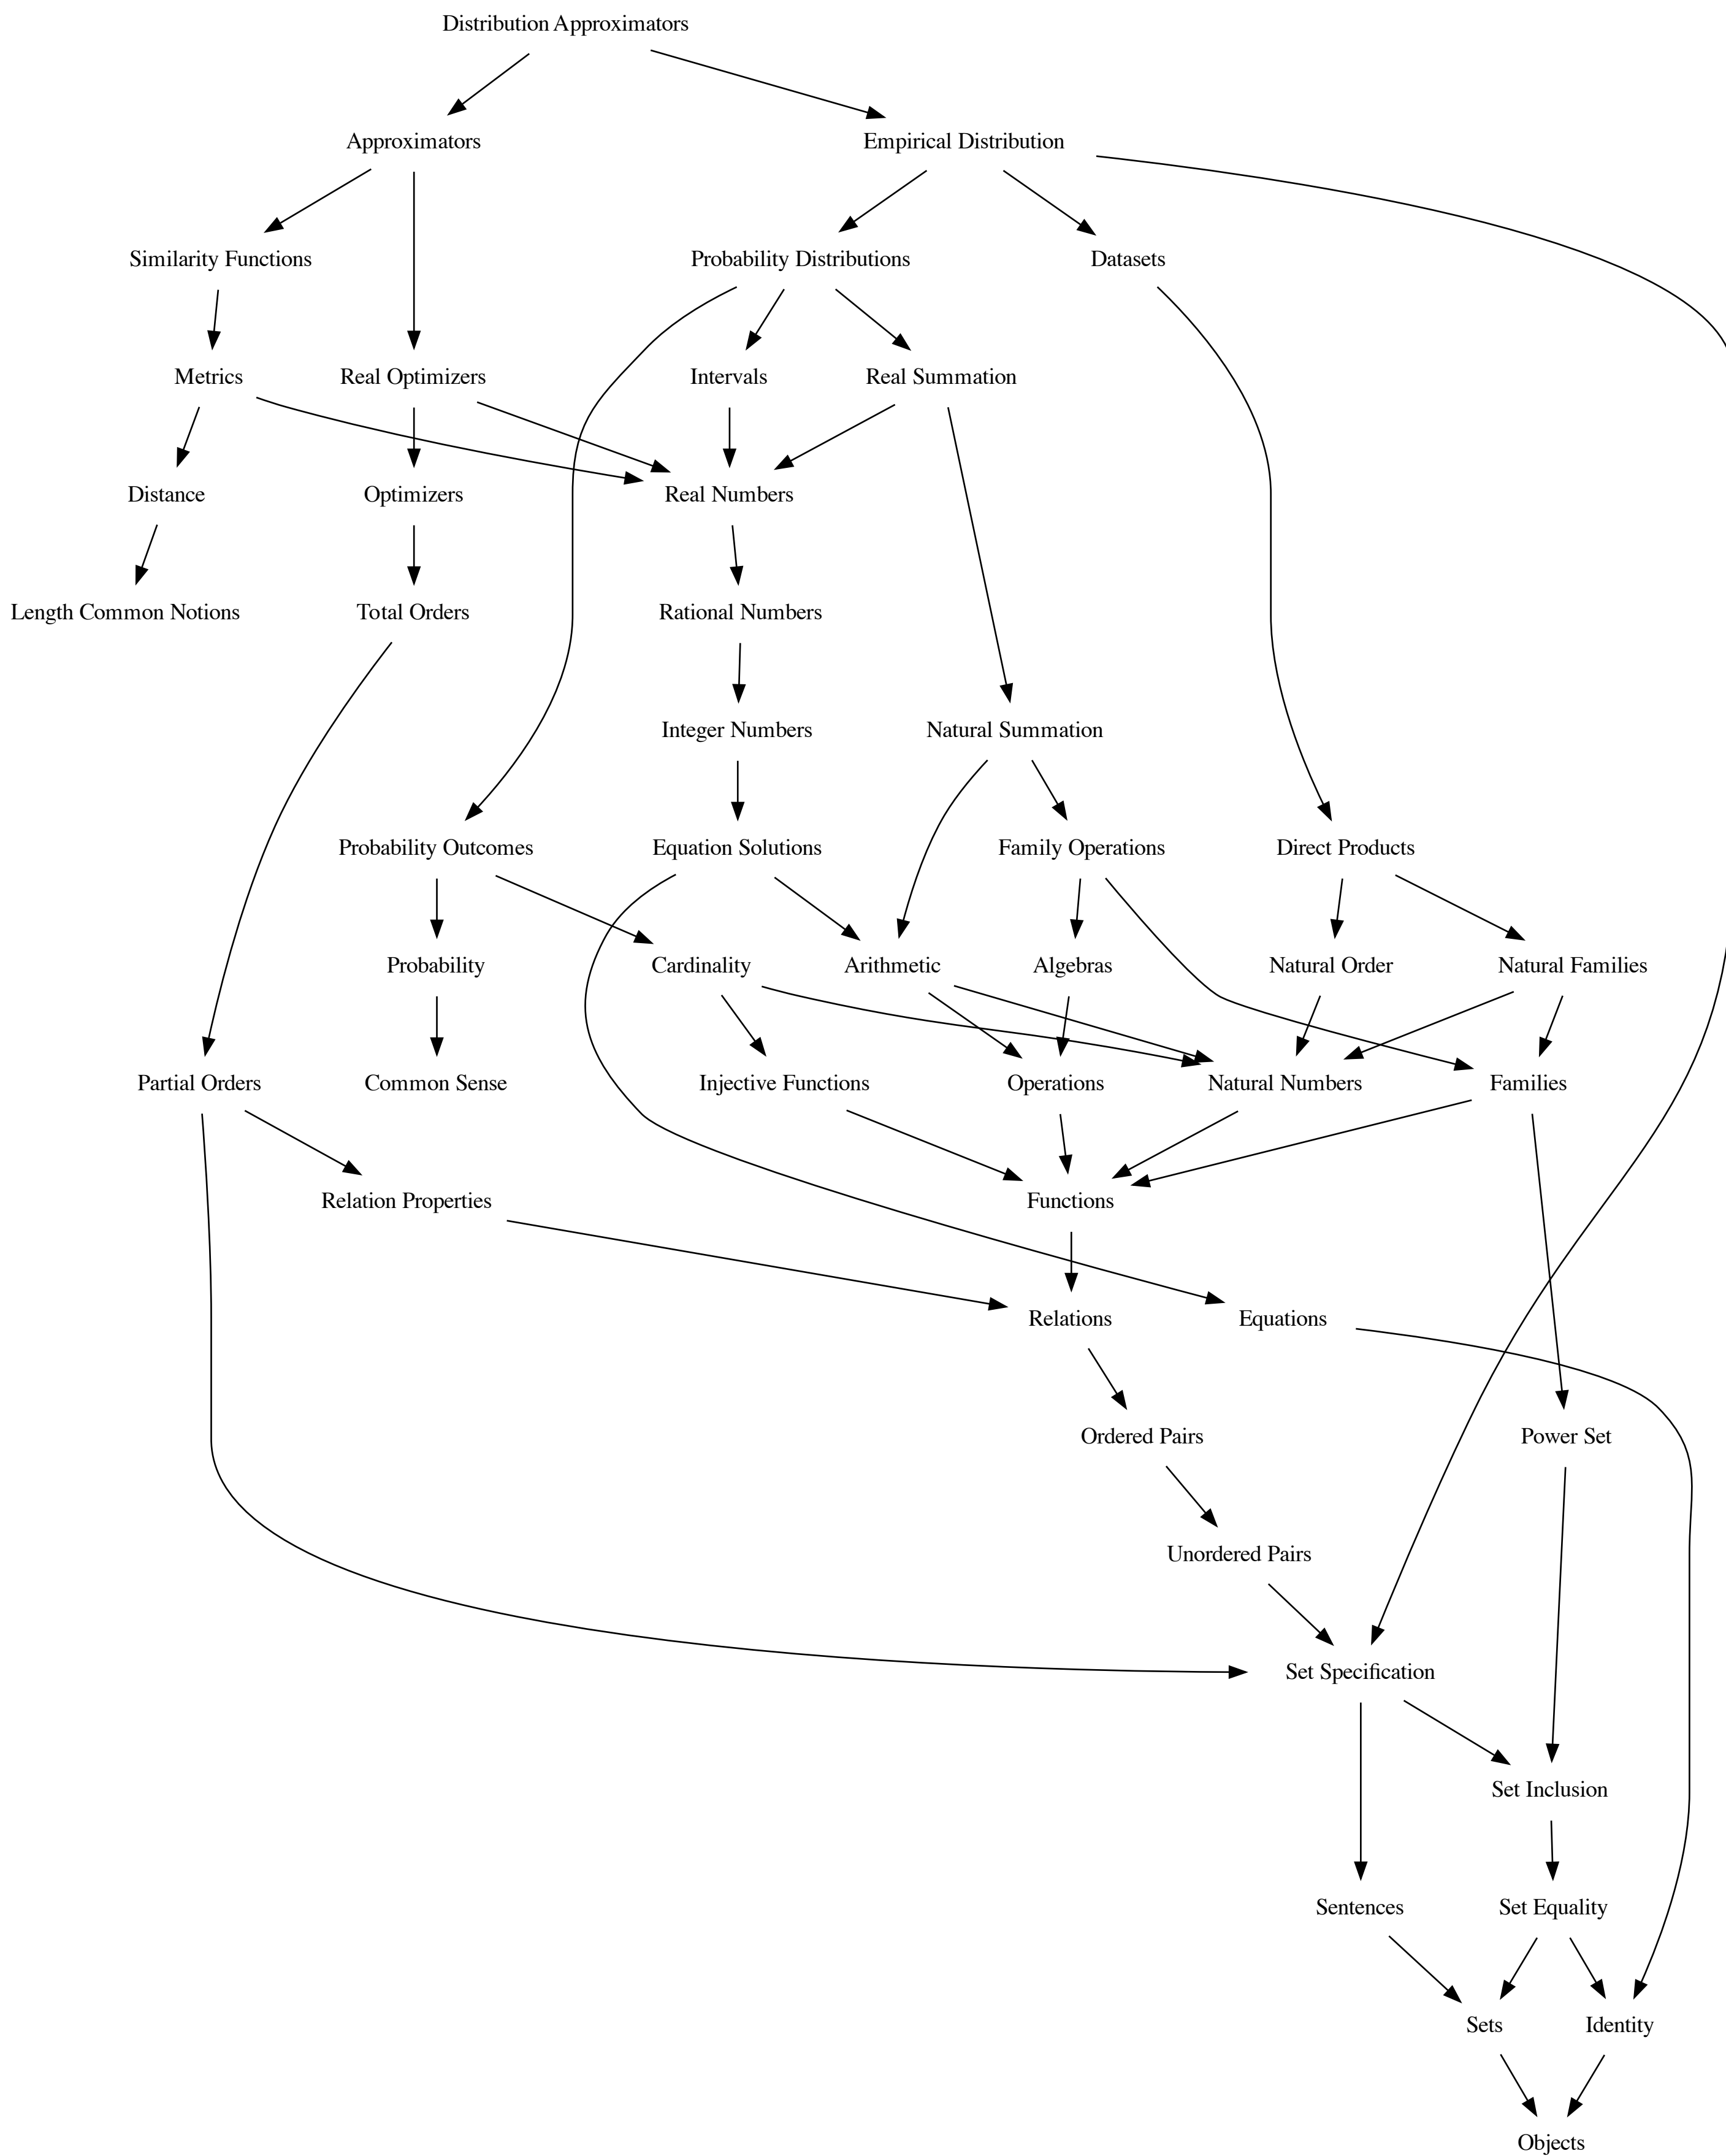 Distribution Approximators
Approximators
Empirical Distribution
Similarity Functions
Probability Distributions
Datasets
Metrics
Real Optimizers
Intervals
Real Summation
Distance
Optimizers
Real Numbers
Length Common Notions
Total Orders
Rational Numbers
Integer Numbers
Natural Summation
Probability Outcomes
Equation Solutions
Family Operations
Direct Products
Probability
Cardinality
Arithmetic
Algebras
Natural Order
Natural Families
Partial Orders
Common Sense
Injective Functions
Operations
Natural Numbers
Families
Relation Properties
Functions
Relations
Equations
Ordered Pairs
Power Set
Unordered Pairs
Set Specification
Set Inclusion
Sentences
Set Equality
Sets
Identity
Objects